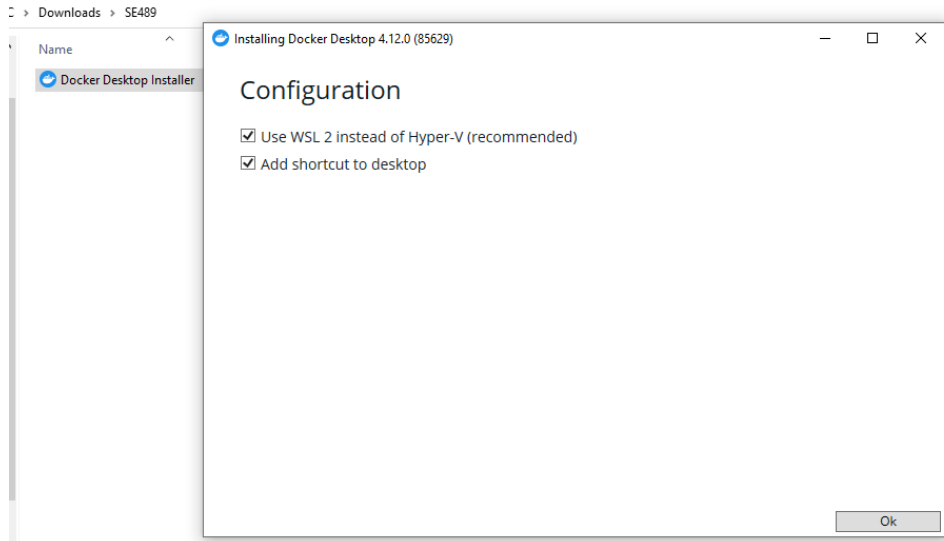 C > Downloads > SE489
Name
Docker Desktop Installer
Installing Docker Desktop 4.12.0 (85629)
Configuration
Use WSL 2 instead of Hyper-V (recommended)
Add shortcut to desktop
Ok